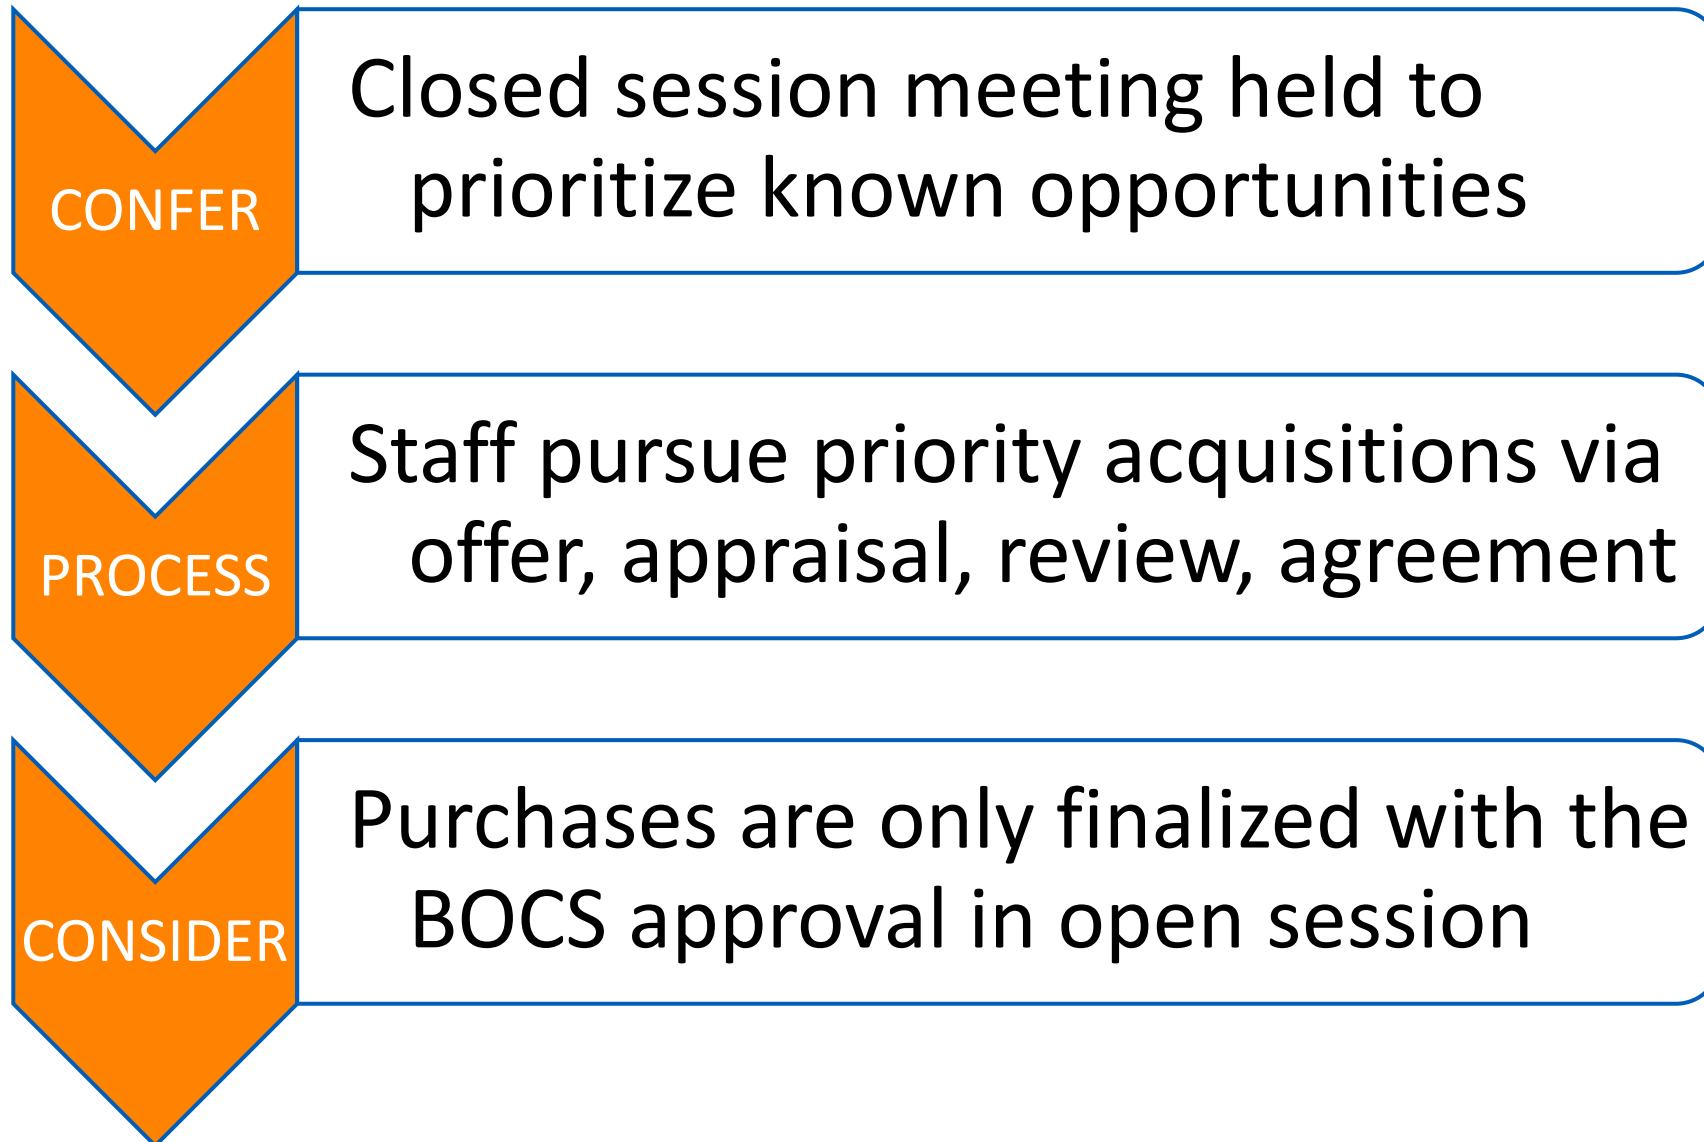 CONFER
Closed session meeting held to
prioritize known opportunities
PROCESS
Staff pursue priority acquisitions via
offer, appraisal, review, agreement
CONSIDER
Purchases are only finalized with the
BOCS approval in open session